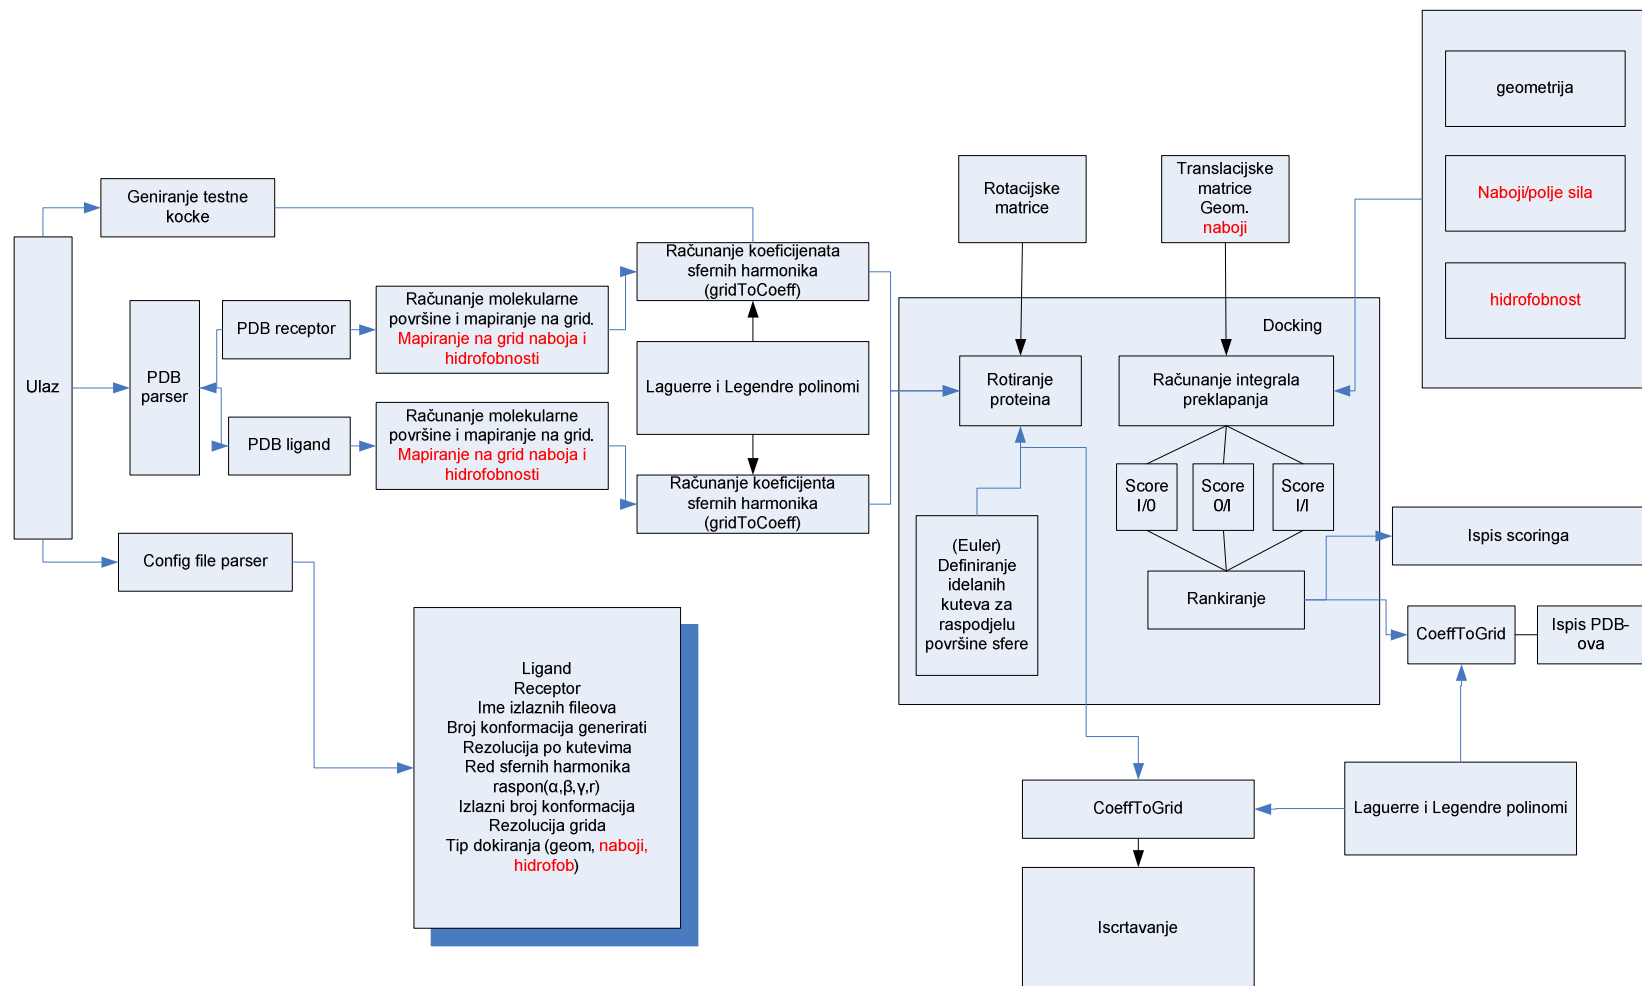 geometrija
Naboji/polje sila
hidrofobnost
Geniranje testne
kocke
Rotacijske
matrice
Translacijske
matrice
Geom.
naboji
Ulaz
PDB
parser
PDB receptor
PDB ligand
Računanje molekularne
površine i mapiranje na grid.
Mapiranje na grid naboja i
hidrofobnosti
Računanje molekularne
površine i mapiranje na grid.
Mapiranje na grid naboja i
hidrofobnosti
Računanje koeficijenata
sfernih harmonika
(gridToCoeff)
Laguerre i Legendre polinomi
Računanje koeficijenta
sfernih harmonika
(gridToCoeff)
Docking
Rotiranje
proteina
Računanje integrala
preklapanja
Score
I/0
Score
0/I
Score
I/I
(Euler)
Definiranje
idelanih
kuteva za
raspodjelu
površine sfere
Rankiranje
Ispis scoringa
CoeffToGrid
Ispis PDB-
ova
Config file parser
Ligand
Receptor
Ime izlaznih fileova
Broj konformacija generirati
Rezolucija po kutevima
Red sfernih harmonika
raspon(α,β,γ,r)
Izlazni broj konformacija
Rezolucija grida
Tip dokiranja (geom, naboji,
hidrofob)
CoeffToGrid
Laguerre i Legendre polinomi
Iscrtavanje